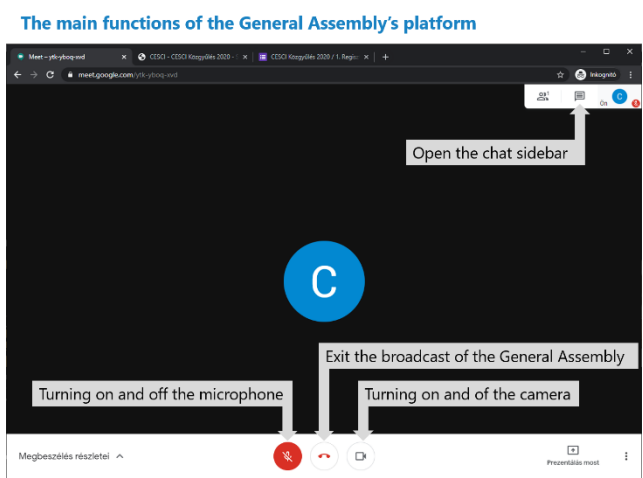 The main functions of the General Assembly's platform
Meet – ytk-yboq-xvd
CESCI - CESCI Közgyűlés 2020 -
CESCI Közgyűlés 2020 / 1. Regis
meet.google.com/ytk-yboq-xvd
Inkognitó
Ön
C
Open the chat sidebar
C
Exit the broadcast of the General Assembly
Turning on and off the microphone
Turning on and of the camera
Megbeszélés részletei
Prezentálás most